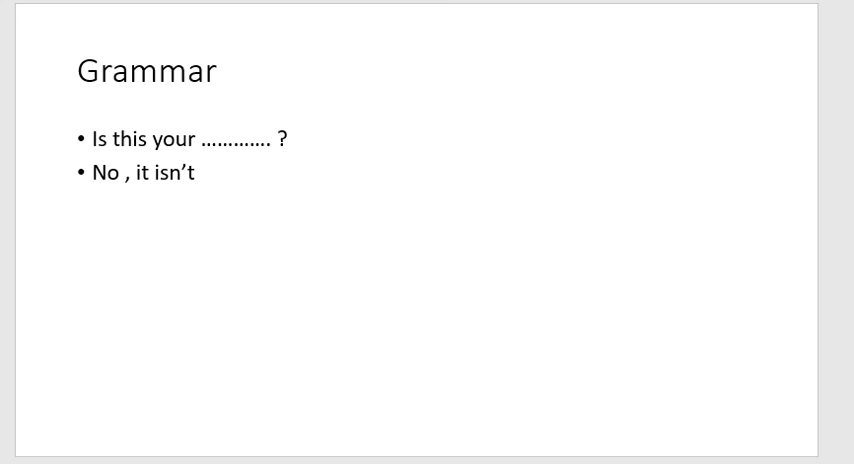 Grammar
• Is this your ............. ?
• No , it isn’t